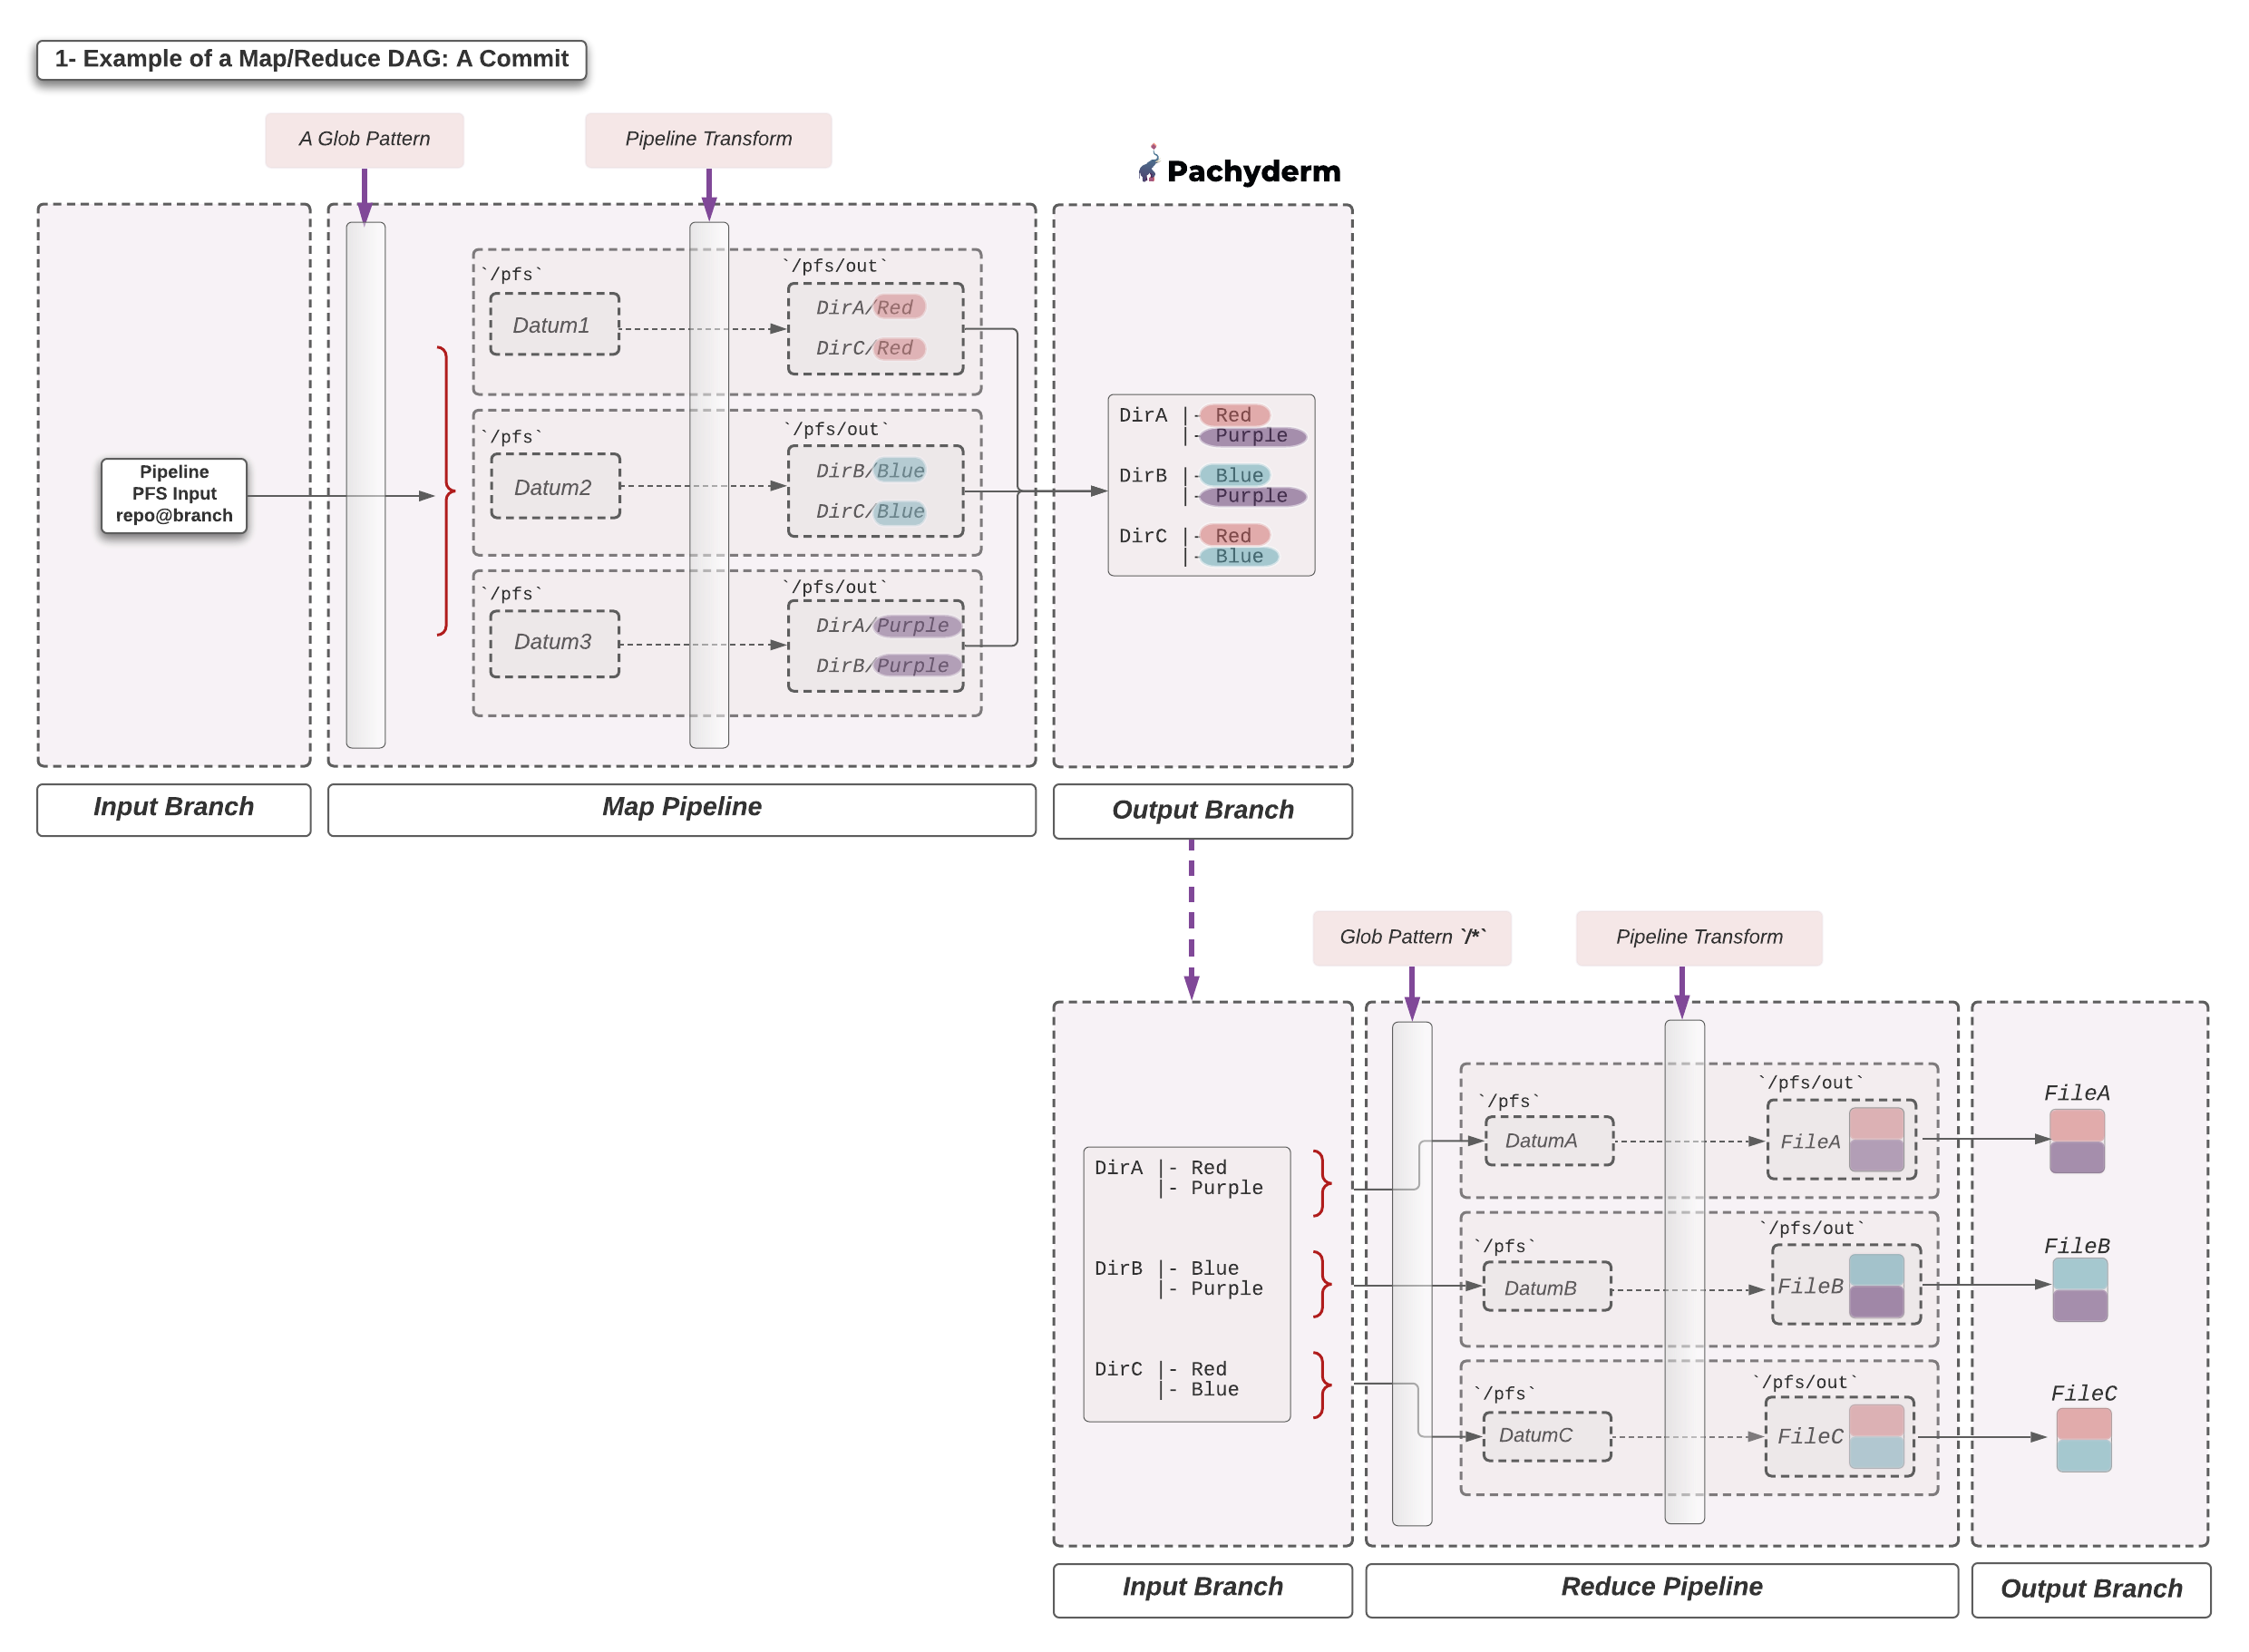 1- Example of a Map/Reduce DAG: A Commit
A Glob Pattern
Pipeline Transform
Pachyderm
Pipeline
PFS Input
repo@branch
`/pfs`
Datum1
`/pfs/out`
DirA/Red
DirC/Red
`/pfs`
Datum2
`/pfs/out`
DirB/Blue
DirC/Blue
`/pfs`
Datum3
`/pfs/out`
DirA/Purple
DirB/Purple
DirA |- Red
|- Purple
DirB |- Blue
|- Purple
DirC |- Red
|- Blue
Input Branch
Map Pipeline
Output Branch
Glob Pattern `/*`
Pipeline Transform
DirA |- Red
|- Purple
DirB |- Blue
|- Purple
DirC |- Red
|- Blue
`/pfs`
DatumA
`/pfs/out`
FileA
FileA
`/pfs`
DatumB
`/pfs/out`
FileB
FileB
`/pfs`
DatumC
`/pfs/out`
FileC
FileC
Input Branch
Reduce Pipeline
Output Branch